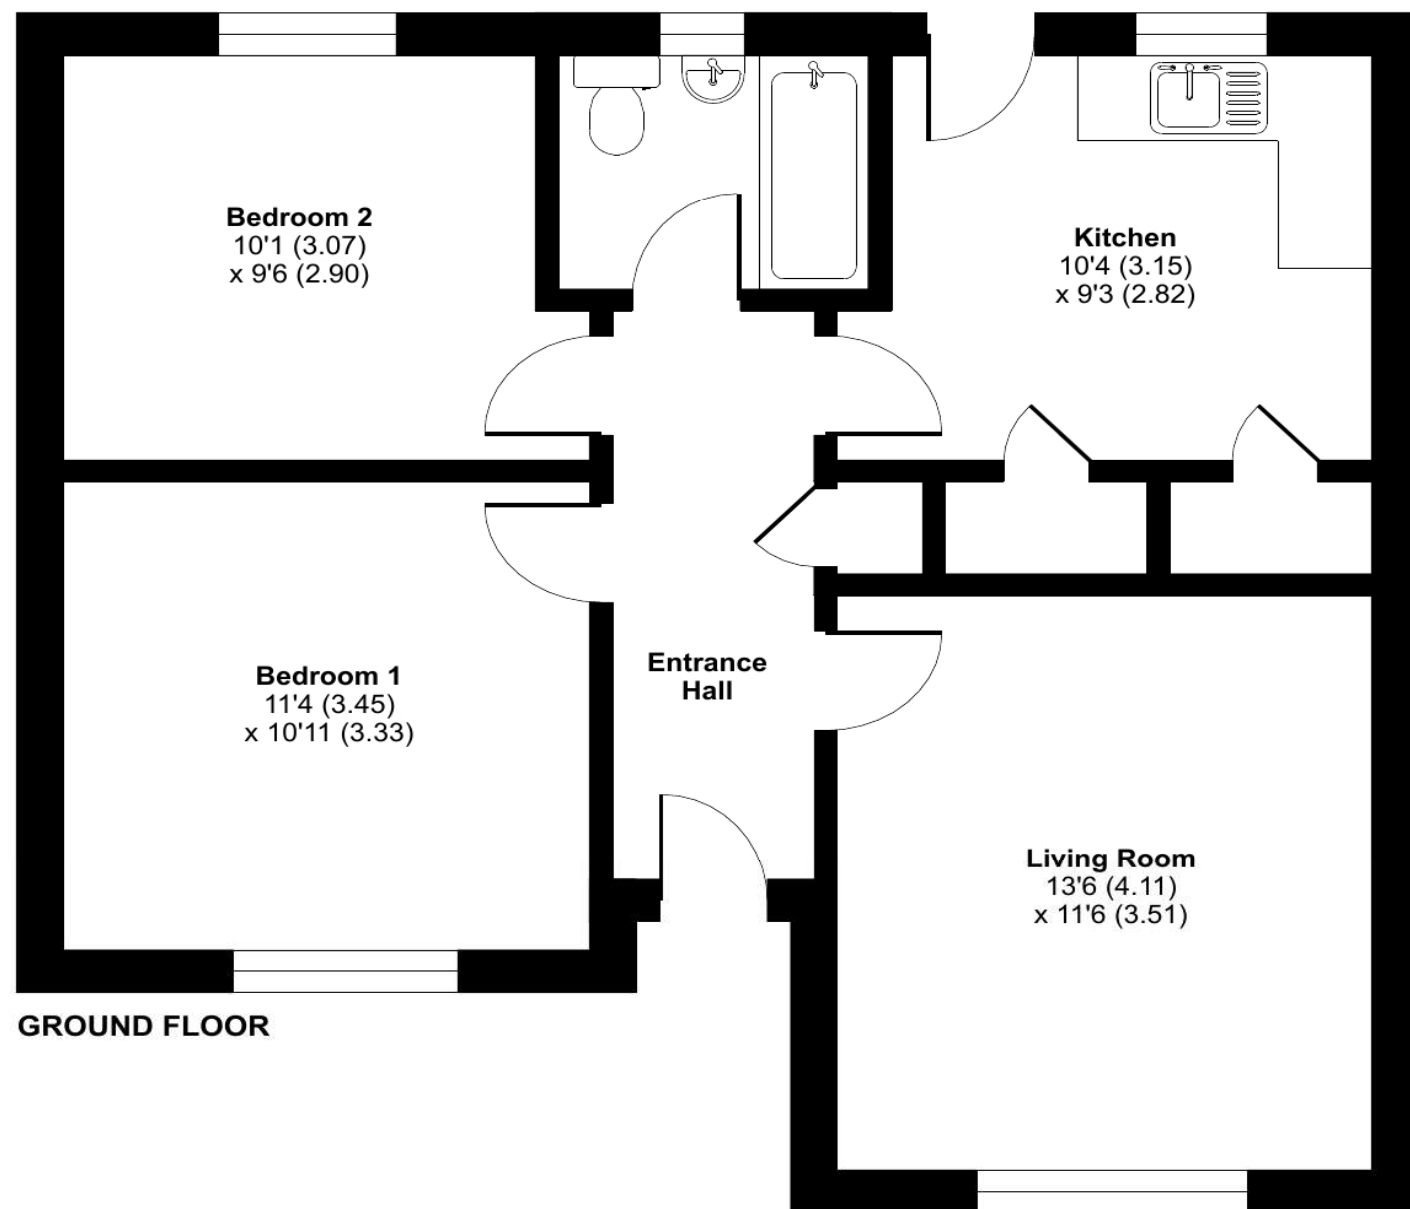 Bedroom 2
10'1 (3.07)
x 9'6 (2.90)
Kitchen
10'4 (3.15)
x 9'3 (2.82)
Bedroom 1
11'4 (3.45)
x 10'11 (3.33)
Entrance
Hall
Living Room
13'6 (4.11)
x 11'6 (3.51)
GROUND FLOOR